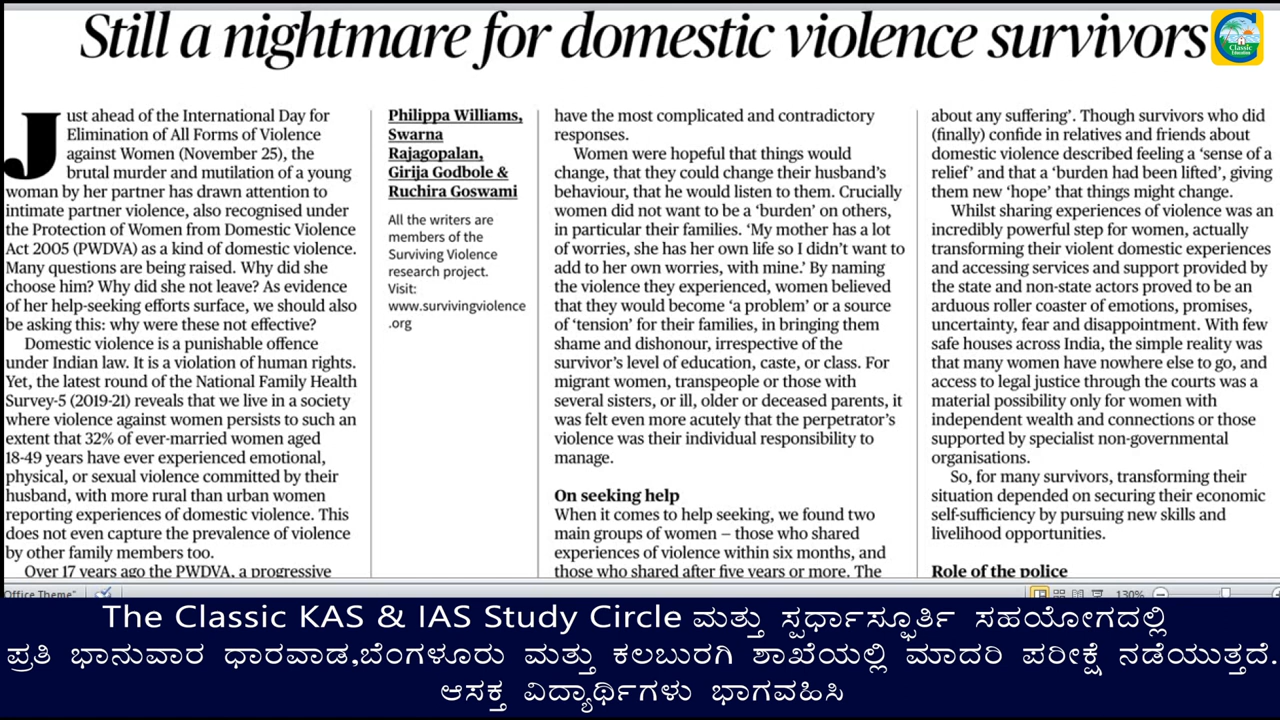 Still a nightmare for domestic violence survivors
Classic
Education
Just ahead of the International Day for
Elimination of All Forms of Violence
against Women (November 25), the
brutal murder and mutilation of a young
woman by her partner has drawn attention to
intimate partner violence, also recognised under
the Protection of Women from Domestic Violence
Act 2005 (PWDVA) as a kind of domestic violence.
Many questions are being raised. Why did she
choose him? Why did she not leave? As evidence
of her help-seeking efforts surface, we should also
be asking this: why were these not effective?
Domestic violence is a punishable offence
under Indian law. It is a violation of human rights.
Yet, the latest round of the National Family Health
Survey-5 (2019-21) reveals that we live in a society
where violence against women persists to such an
extent that 32% of ever-married women aged
18-49 years have ever experienced emotional,
physical, or sexual violence committed by their
husband, with more rural than urban women
reporting experiences of domestic violence. This
does not even capture the prevalence of violence
by other family members too.
Over 17 years ago the PWDVA, a progressive
Philippa Williams,
Swarna
Rajagopalan,
Girija Godbole &
Ruchira Goswami
All the writers are
members of the
Surviving Violence
research project.
Visit:
www.survivingviolence
.org
have the most complicated and contradictory
responses.
Women were hopeful that things would
change, that they could change their husband's
behaviour, that he would listen to them. Crucially
women did not want to be a 'burden' on others,
in particular their families. 'My mother has a lot
of worries, she has her own life so I didn't want to
add to her own worries, with mine.' By naming
the violence they experienced, women believed
that they would become 'a problem' or a source
of 'tension' for their families, in bringing them
shame and dishonour, irrespective of the
survivor's level of education, caste, or class. For
migrant women, transpeople or those with
several sisters, or ill, older or deceased parents, it
was felt even more acutely that the perpetrator's
violence was their individual responsibility to
manage.
On seeking help
When it comes to help seeking, we found two
main groups of women – those who shared
experiences of violence within six months, and
those who shared after five years or more. The
about any suffering'. Though survivors who did
(finally) confide in relatives and friends about
domestic violence described feeling a 'sense of a
relief' and that a 'burden had been lifted', giving
them new 'hope' that things might change.
Whilst sharing experiences of violence was an
incredibly powerful step for women, actually
transforming their violent domestic experiences
and accessing services and support provided by
the state and non-state actors proved to be an
arduous roller coaster of emotions, promises,
uncertainty, fear and disappointment. With few
safe houses across India, the simple reality was
that many women have nowhere else to go, and
access to legal justice through the courts was a
material possibility only for women with
independent wealth and connections or those
supported by specialist non-governmental
organisations.
So, for many survivors, transforming their
situation depended on securing their economic
self-sufficiency by pursuing new skills and
livelihood opportunities.
Role of the police
Office Theme"
130%
The Classic KAS & IAS Study Circle ಮತ್ತು ಸ್ಪರ್ಧಾಸ್ಫೂರ್ತಿ ಸಹಯೋಗದಲ್ಲಿ
ಪ್ರತಿ ಭಾನುವಾರ ಧಾರವಾಡ,ಬೆಂಗಳೂರು ಮತ್ತು ಕಲಬುರಗಿ ಶಾಖೆಯಲ್ಲಿ ಮಾದರಿ ಪರೀಕ್ಷೆ ನಡೆಯುತ್ತದೆ.
ಆಸಕ್ತ ವಿದ್ಯಾರ್ಥಿಗಳು ಭಾಗವಹಿಸಿ